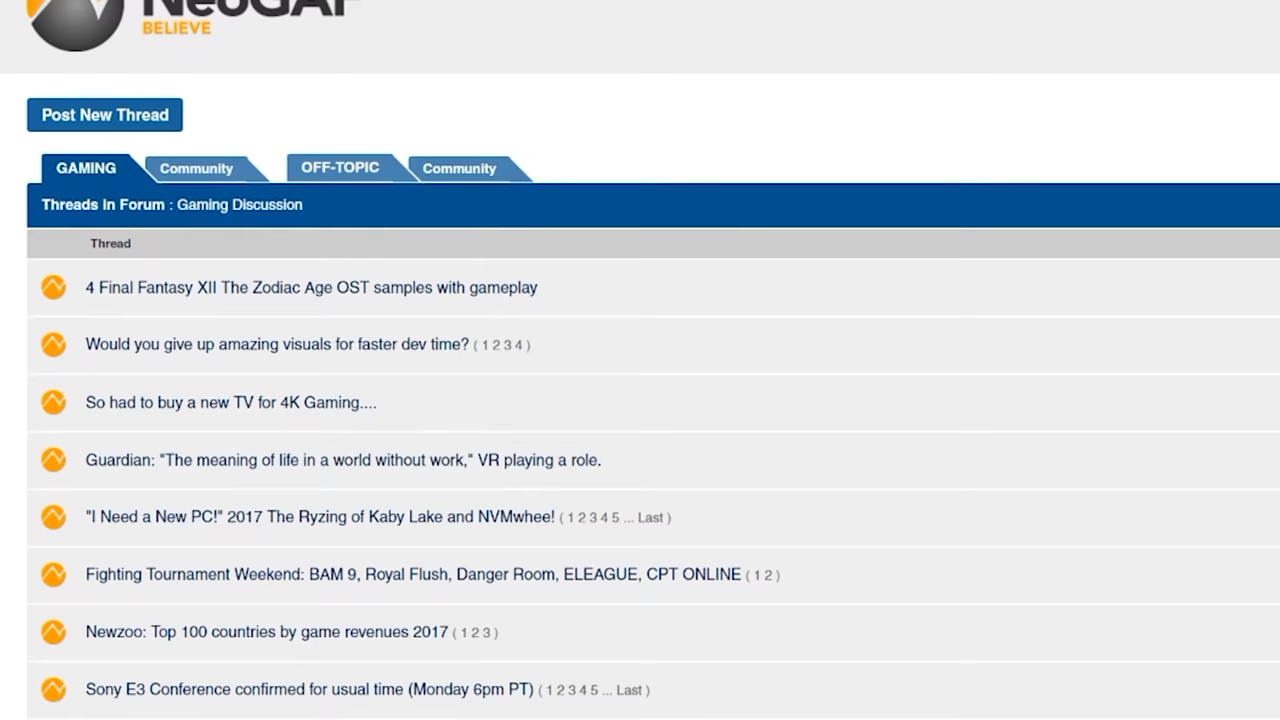 NeoGAF
BELIEVE
Post New Thread
GAMING Community OFF-TOPIC Community
Threads in Forum : Gaming Discussion
Thread
4 Final Fantasy XII The Zodiac Age OST samples with gameplay
Would you give up amazing visuals for faster dev time? ( 1 2 3 4 )
So had to buy a new TV for 4K Gaming....
Guardian: "The meaning of life in a world without work," VR playing a role.
"I Need a New PC!" 2017 The Ryzing of Kaby Lake and NVMwhee! ( 1 2 3 4 5 ... Last )
Fighting Tournament Weekend: BAM 9, Royal Flush, Danger Room, ELEAGUE, CPT ONLINE ( 1 2 )
Newzoo: Top 100 countries by game revenues 2017 ( 1 2 3 )
Sony E3 Conference confirmed for usual time (Monday 6pm PT) ( 1 2 3 4 5 ... Last )